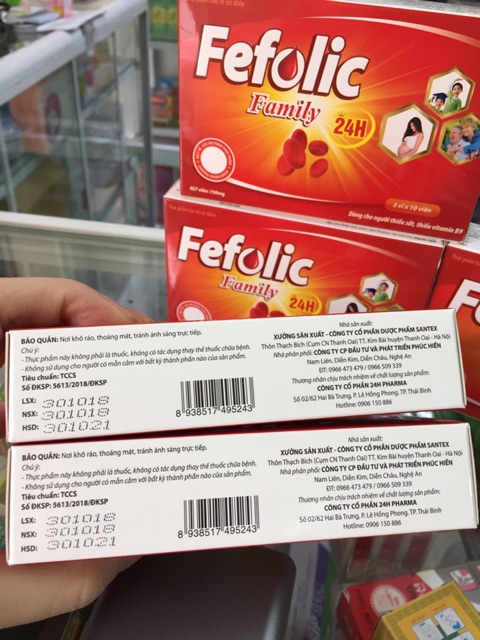 Fefolic
Family
24H
HLP viên: 750mg
3 vỉ x 10 viên
Dùng cho người thiếu sắt, thiếu vitamin B9
Fefolic
Family
24H
BẢO QUẢN: Nơi khô ráo, thoáng mát, tránh ánh sáng trực tiếp.
Chú ý:
- Thực phẩm này không phải là thuốc, không có tác dụng thay thế thuốc chữa bệnh.
- Không sử dụng cho người có mẫn cảm với bất kỳ thành phần nào của sản phẩm.
Tiêu chuẩn: TCCS
Số ĐKSP: 5613/2018/ĐKSP
LSX: 301018
NSX: 301018
HSD: 301021
8 938517 495243
Nhà sản xuất:
XƯỞNG SẢN XUẤT - CÔNG TY CỔ PHẦN DƯỢC PHẨM SANTEX
Thôn Thạch Bích (Cụm CN Thanh Oai) TT. Kim Bài huyện Thanh Oai - Hà Nội
Nhà phân phối: CÔNG TY CP ĐẦU TƯ VÀ PHÁT TRIỂN PHÚC HIỀN
Nam Liên, Diễn Kim, Diễn Châu, Nghệ An
ĐT: 0966 473 479 / 0966 509 339
Thương nhân chịu trách nhiệm về chất lượng sản phẩm:
CÔNG TY CỔ PHẦN 24H PHARMA
Số 02/62 Hai Bà Trưng, P. Lê Hồng Phong, TP. Thái Bình
Hotline: 0906 150 886
BẢO QUẢN: Nơi khô ráo, thoáng mát, tránh ánh sáng trực tiếp.
Chú ý:
- Thực phẩm này không phải là thuốc, không có tác dụng thay thế thuốc chữa bệnh.
- Không sử dụng cho người có mẫn cảm với bất kỳ thành phần nào của sản phẩm.
Tiêu chuẩn: TCCS
Số ĐKSP: 5613/2018/ĐKSP
LSX: 301018
NSX: 301018
HSD: 301021
8 938517 495243
Nhà sản xuất:
XƯỞNG SẢN XUẤT - CÔNG TY CỔ PHẦN DƯỢC PHẨM SANTEX
Thôn Thạch Bích (Cụm CN Thanh Oai) TT. Kim Bài huyện Thanh Oai - Hà Nội
Nhà phân phối: CÔNG TY CP ĐẦU TƯ VÀ PHÁT TRIỂN PHÚC HIỀN
Nam Liên, Diễn Kim, Diễn Châu, Nghệ An
ĐT: 0966 473 479 / 0966 509 339
Thương nhân chịu trách nhiệm về chất lượng sản phẩm:
CÔNG TY CỔ PHẦN 24H PHARMA
Số 02/62 Hai Bà Trưng, P. Lê Hồng Phong, TP. Thái Bình
Hotline: 0906 150 886